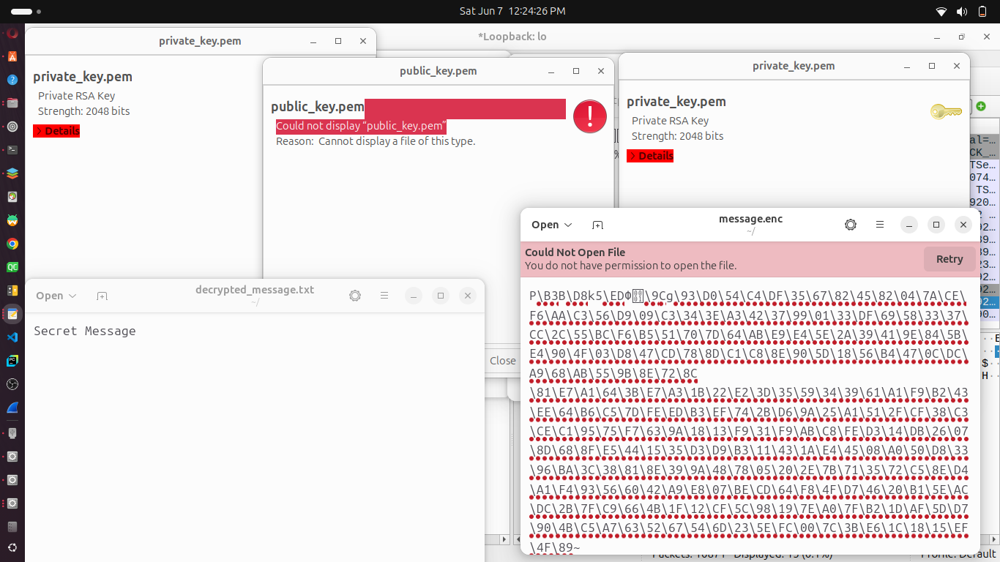 Sat Jun 7 12:24:26 PM
*Loopback: lo
private_key.pem
private_key.pem
Private RSA Key
Strength: 2048 bits
Details
public_key.pem
public_key.pem
Could not display “public_key.pem”
Reason: Cannot display a file of this type.
Close
private_key.pem
private_key.pem
Private RSA Key
Strength: 2048 bits
Details
Open
decrypted_message.txt
~/
Secret Message
Open
message.enc
~/
Could Not Open File
You do not have permission to open the file.
Retry
P\B3B\D8k5\EDΦ\9Cg\93\D0\54\C4\DF\35\67\82\45\82\04\7A\CE\
F6\AA\C3\56\D9\09\C3\34\3E\A3\42\37\99\01\33\DF\69\58\33\37\
CC\2C\55\BC\F6\B5\51\70\7D\64\AB\E9\E4\5E\2A\39\41\9E\84\5B\
E4\90\4F\03\D8\47\CD\78\8D\C1\C8\8E\90\5D\18\56\B4\47\0C\DC\
A9\68\AB\55\9B\8E\72\8C
\81\E7\A1\64\3B\E7\A3\1B\22\E2\3D\35\59\34\39\61\A1\F9\B2\43
\EE\64\B6\C5\7D\FE\ED\B3\EF\74\2B\D6\9A\25\A1\51\2F\CF\38\C3
\CE\C1\95\75\F7\63\9A\18\13\F9\31\F9\AB\C8\FE\D3\14\DB\26\07
\8D\68\8F\E5\44\15\35\D3\D9\B3\11\43\1A\E4\45\08\A0\50\D8\33
\96\BA\3C\38\81\8E\39\9A\48\78\05\20\2E\7B\71\35\72\C5\8E\D4
\A1\F4\93\56\60\42\A9\E8\07\BE\CD\64\F8\4F\D7\46\20\B1\5E\AC
\DC\2B\7F\C9\66\4B\1F\12\CF\5C\98\19\7E\A0\7F\B2\1D\AF\5D\D7
\90\4B\C5\A7\63\52\67\54\6D\23\5E\FC\00\7C\3B\E6\1C\18\15\EF
\4F\89~